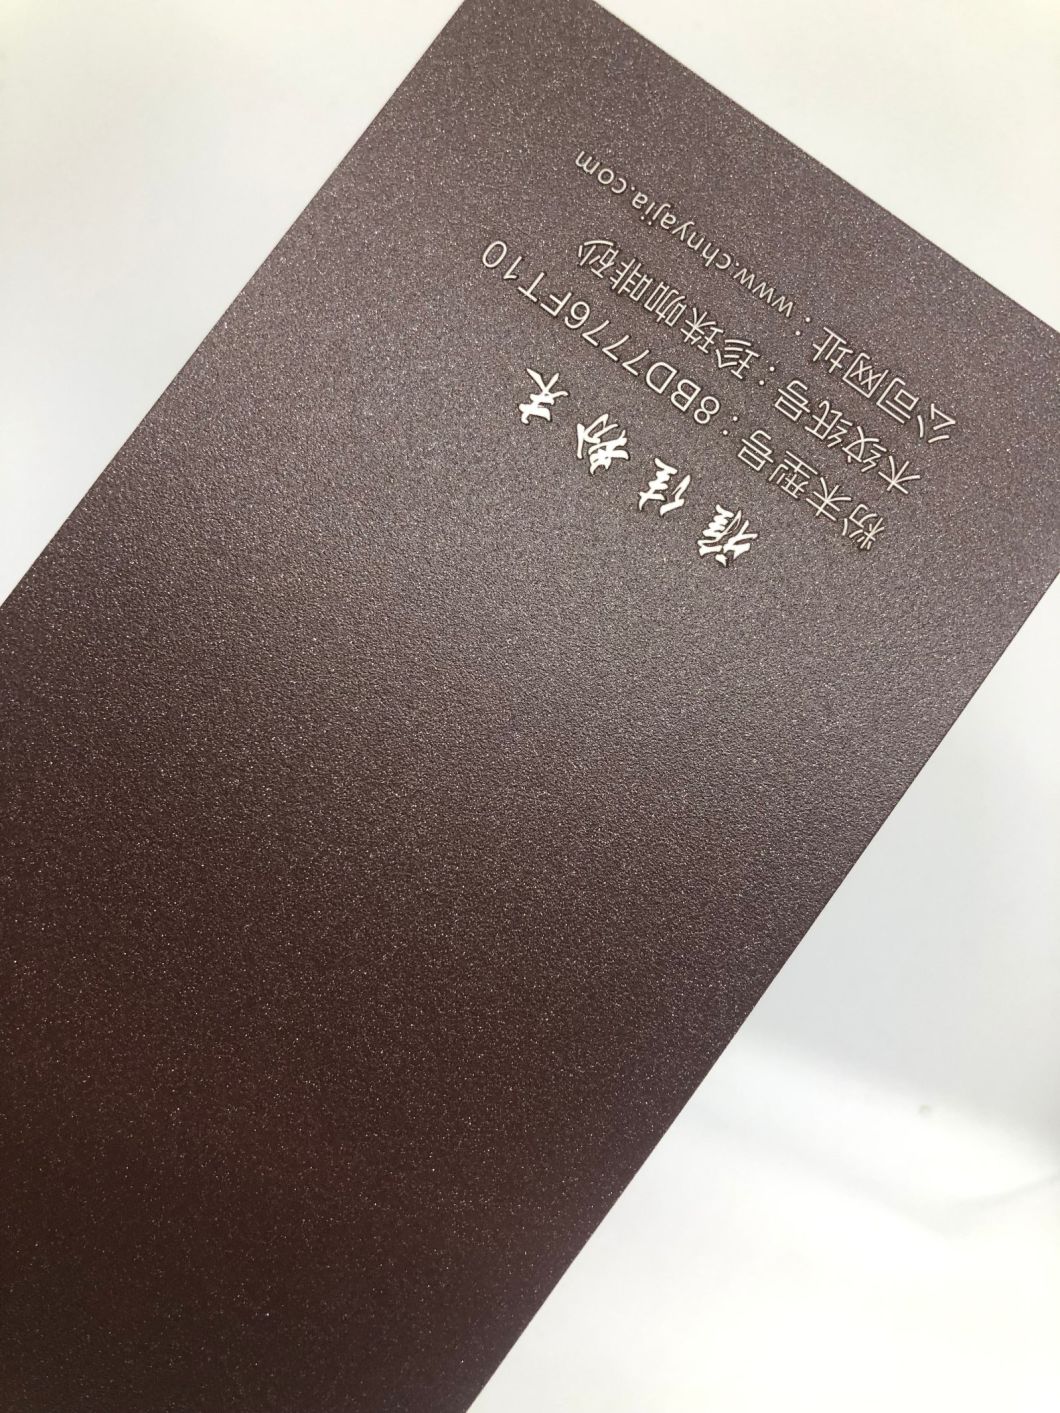 雅佳粉末
粉末型号：8BD7776FT10
木纹纸号：珍珠咖啡砂
公司网址：www.chnyajia.com